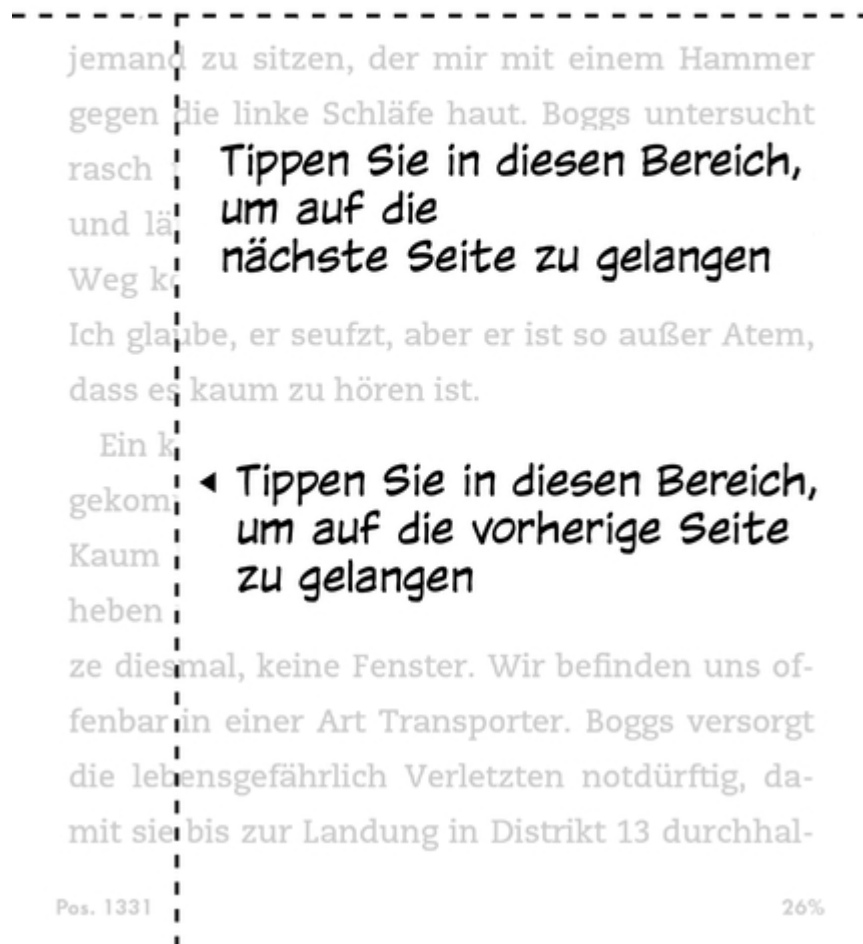 jemand zu sitzen, der mir mit einem Hammer
gegen die linke Schläfe haut. Boggs untersucht
rasch
Tippen Sie in diesen Bereich,
um auf die
nächste Seite zu gelangen
und
Weg
Ich glaube, er seufzt, aber er ist so außer Atem,
dass es kaum zu hören ist.
Ein
Tippen Sie in diesen Bereich,
um auf die vorherige Seite
zu gelangen
Kaum
heben
ze diesmal, keine Fenster. Wir befinden uns of-
fenbar in einer Art Transporter. Boggs versorgt
die lebensgefährlich Verletzten notdürftig, da-
mit sie bis zur Landung in Distrikt 13 durchhal-
Pos. 1331 26%